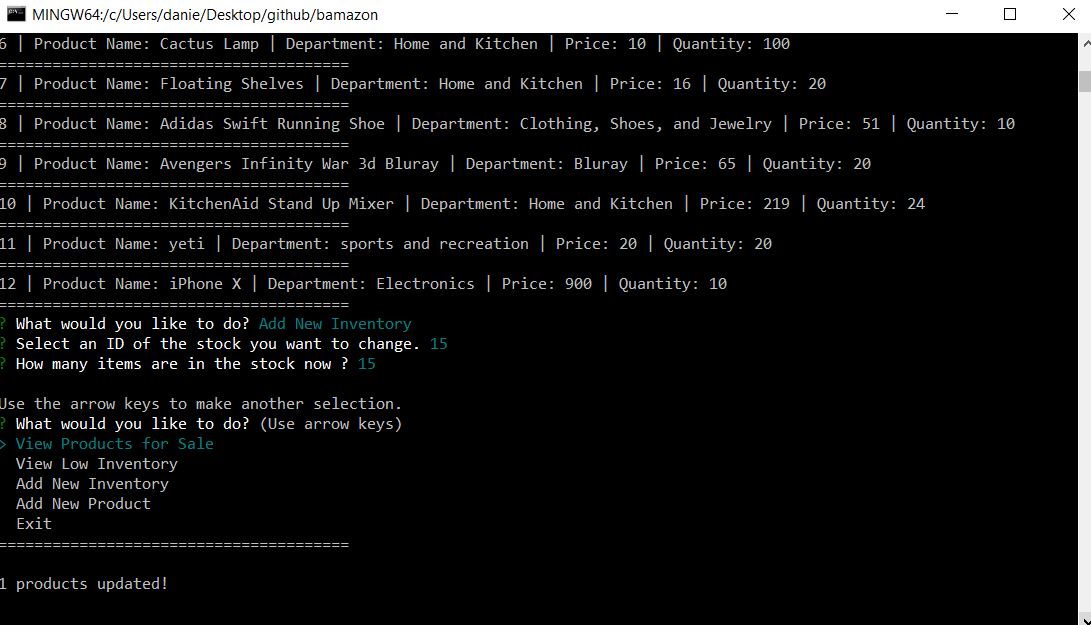 MINGW64:/c/Users/danie/Desktop/github/bamazon
6 | Product Name: Cactus Lamp | Department: Home and Kitchen | Price: 10 | Quantity: 100
=======================================
7 | Product Name: Floating Shelves | Department: Home and Kitchen | Price: 16 | Quantity: 20
=======================================
8 | Product Name: Adidas Swift Running Shoe | Department: Clothing, Shoes, and Jewelry | Price: 51 | Quantity: 10
=======================================
9 | Product Name: Avengers Infinity War 3d Bluray | Department: Bluray | Price: 65 | Quantity: 20
=======================================
10 | Product Name: KitchenAid Stand Up Mixer | Department: Home and Kitchen | Price: 219 | Quantity: 24
=======================================
11 | Product Name: yeti | Department: sports and recreation | Price: 20 | Quantity: 20
=======================================
12 | Product Name: iPhone X | Department: Electronics | Price: 900 | Quantity: 10
=======================================
? What would you like to do? Add New Inventory
? Select an ID of the stock you want to change. 15
? How many items are in the stock now ? 15
Use the arrow keys to make another selection.
? What would you like to do? (Use arrow keys)
> View Products for Sale
View Low Inventory
Add New Inventory
Add New Product
Exit
=======================================
1 products updated!